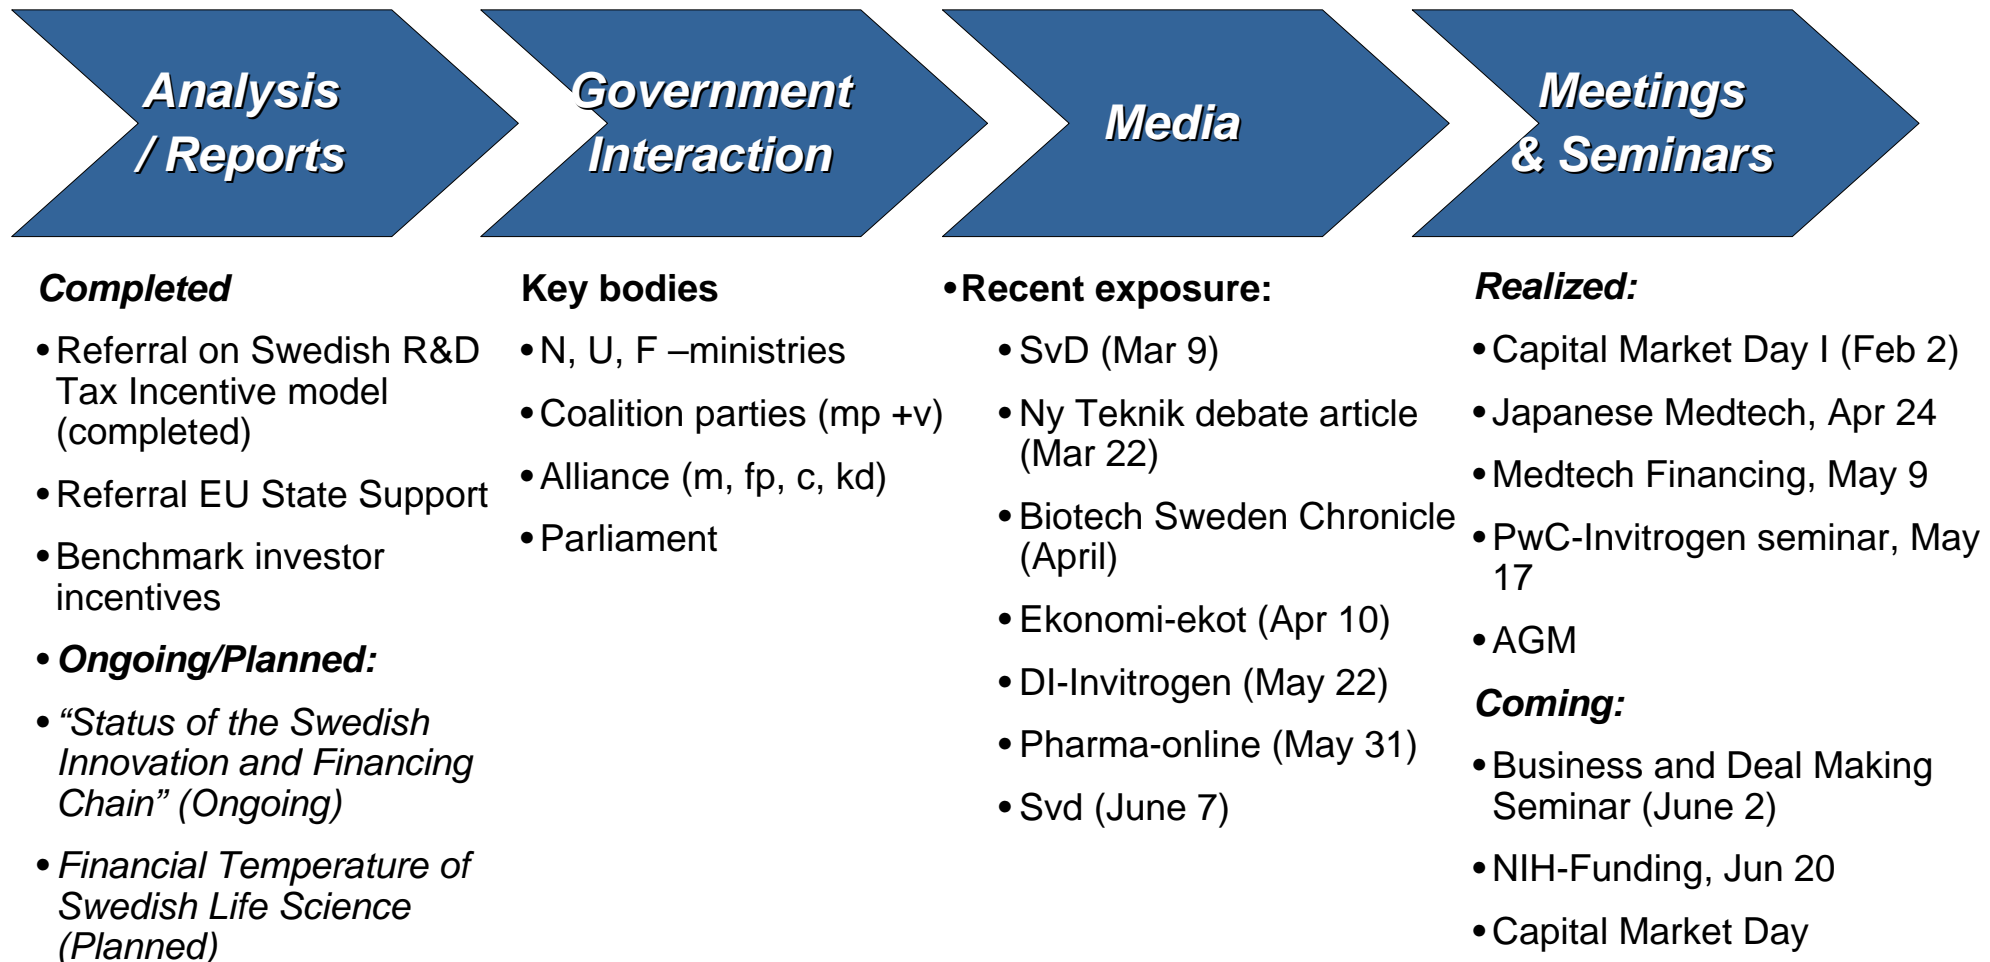 Analysis
/ Reports
Government
Interaction
Media
Meetings
& Seminars
Completed
•Referral on Swedish R&D
Tax Incentive model
(completed)
•Referral EU State Support
•Benchmark investor
incentives
•Ongoing/Planned:
•“Status of the Swedish
Innovation and Financing
Chain” (Ongoing)
•Financial Temperature of
Swedish Life Science
(Planned)
Key bodies
•N, U, F –ministries
•Coalition parties (mp +v)
•Alliance (m, fp, c, kd)
•Parliament
•Recent exposure:
•SvD (Mar 9)
•Ny Teknik debate article
(Mar 22)
•Biotech Sweden Chronicle
(April)
•Ekonomi-ekot (Apr 10)
•DI-Invitrogen (May 22)
•Pharma-online (May 31)
•Svd (June 7)
Realized:
•Capital Market Day I (Feb 2)
•Japanese Medtech, Apr 24
•Medtech Financing, May 9
•PwC-Invitrogen seminar, May
17
•AGM
Coming:
•Business and Deal Making
Seminar (June 2)
•NIH-Funding, Jun 20
•Capital Market Day